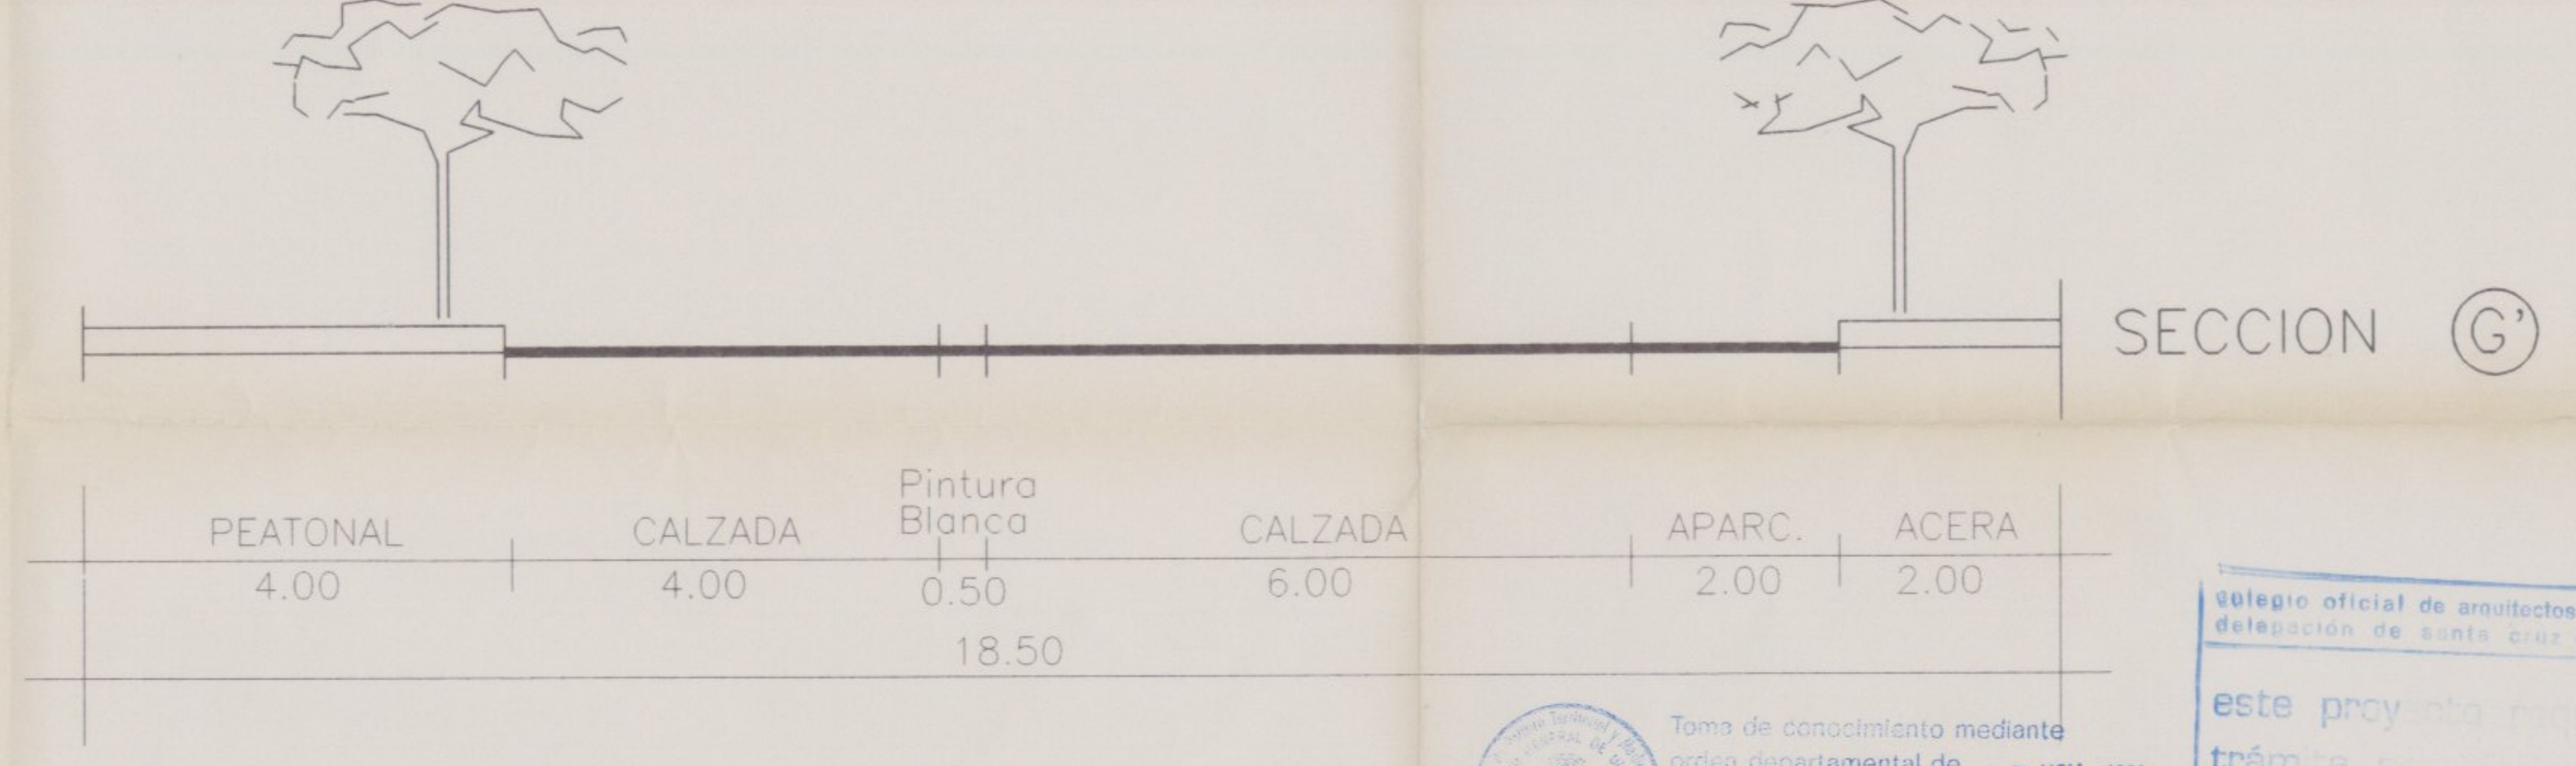 SECCION G'
Pintura
Blanca
PEATONAL CALZADA CALZADA APARC. ACERA
4.00 4.00 0.50 6.00 2.00 2.00
18.50
colegio oficial de arquitectos
delegación de santa cruz
este
Toma de conocimiento mediante
orden departamental de